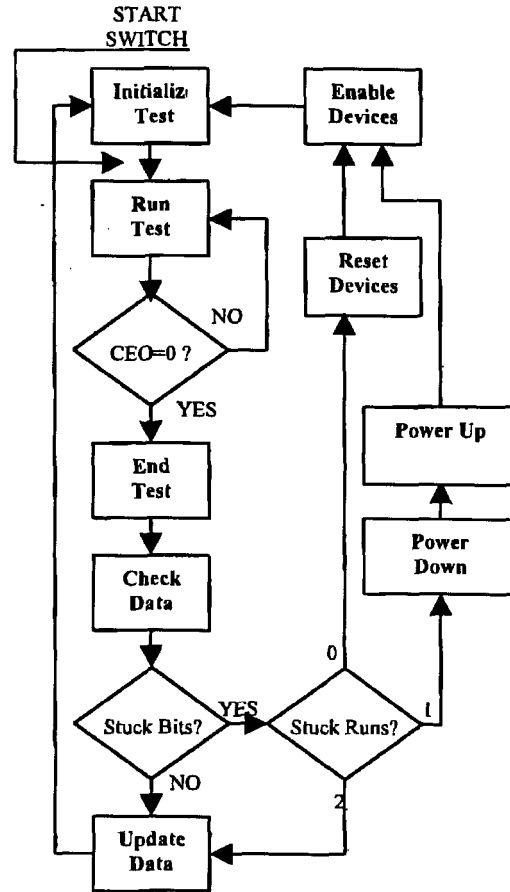 START
SWITCH
Initialize
Test
Enable
Devices
Run
Test
Reset
Devices
NO
CEO=0 ?
YES
Power Up
End
Test
Power
Down
Check
Data
0
Stuck Bits?
YES
Stuck Runs?
1
NO
2
Update
Data